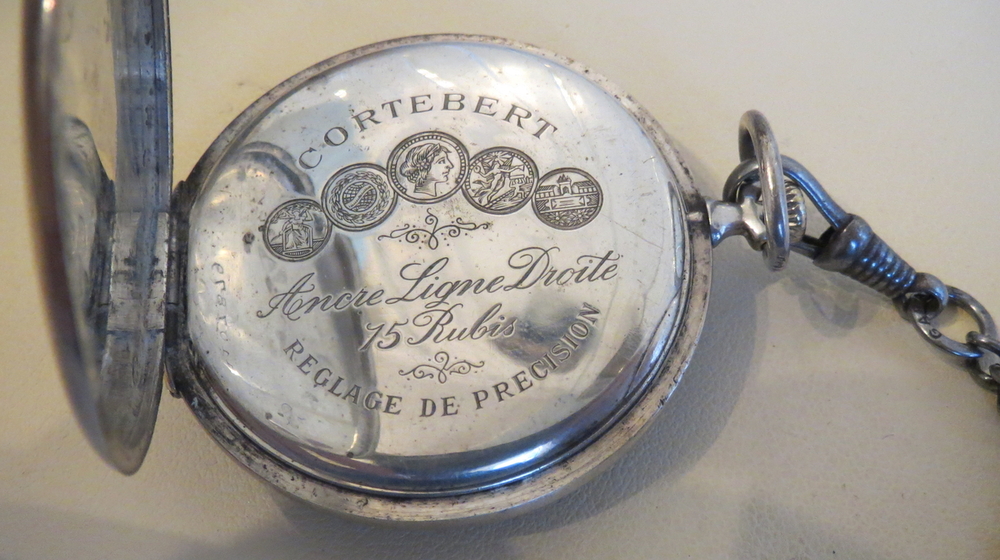 CORTEBERT
Ancre Ligne Droite
15 Rubis
REGLAGE DE PRECISION